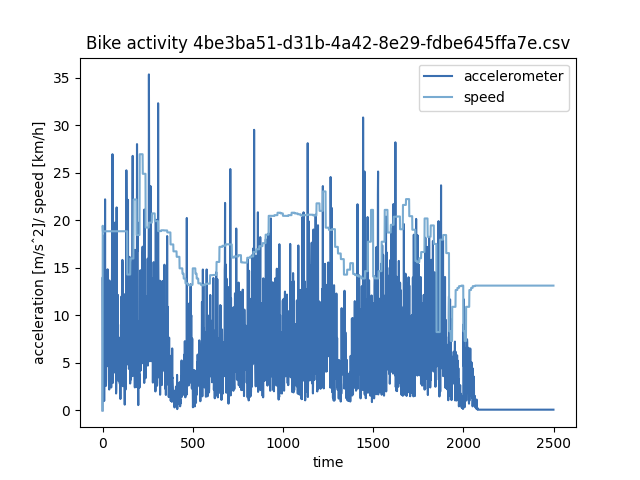 Bike activity 4be3ba51-d31b-4a42-8e29-fdbe645ffa7e.csv
accelerometer
speed
acceleration [m/s^2]/ speed [km/h]
35
30
25
20
15
10
5
0
0 500 1000 1500 2000 2500
time